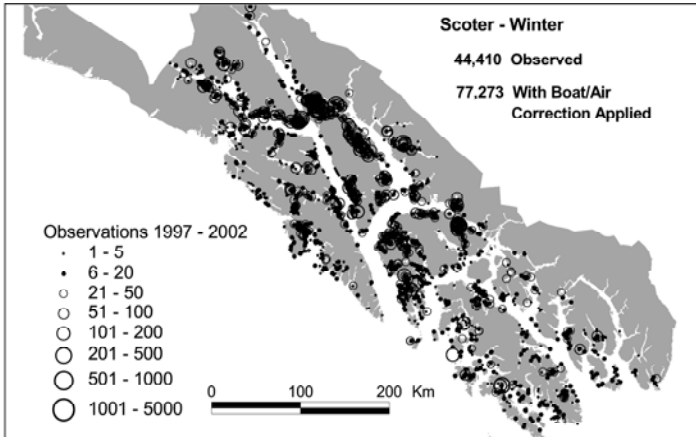 Scoter - Winter
44,410 Observed
77,273 With Boat/Air
Correction Applied
Observations 1997 - 2002
1 - 5
6 - 20
21 - 50
51 - 100
101 - 200
201 - 500
501 - 1000
1001 - 5000
0 100 200 Km